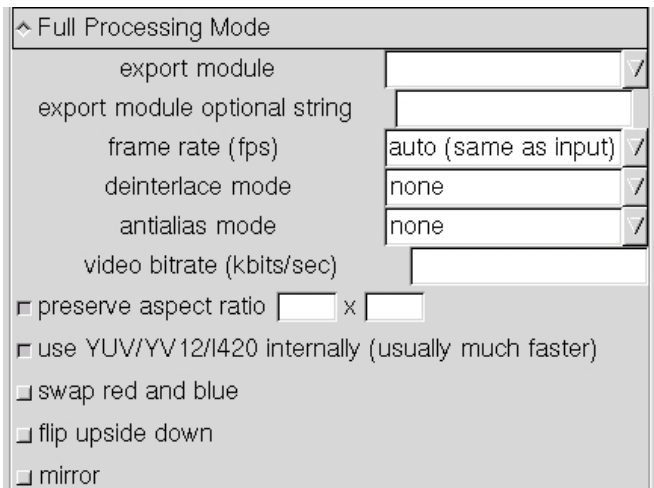 Full Processing Mode
export module
export module optional string
frame rate (fps) auto (same as input)
deinterlace mode none
antialias mode none
video bitrate (kbits/sec)
preserve aspect ratio x
use YUV/YV12/I420 internally (usually much faster)
swap red and blue
flip upside down
mirror